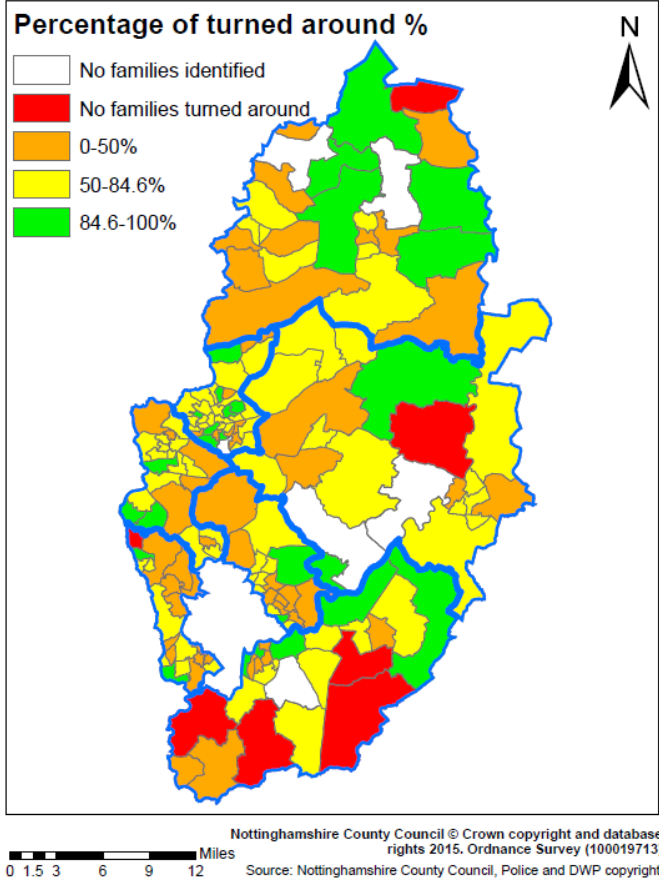 Percentage of turned around %
N
No families identified
No families turned around
0-50%
50-84.6%
84.6-100%
Nottinghamshire County Council © Crown copyright and database
rights 2015. Ordnance Survey (100019713
Miles
0 1.5 3 6 9 12
Source: Nottinghamshire County Council, Police and DWP copyright